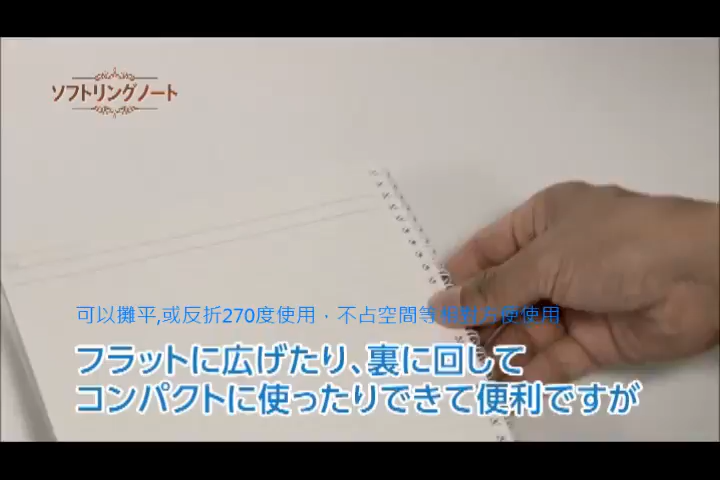 ソフトリングノート
可以攤平,或反折270度使用，不占空間等相對方便使用
フラットに広げたり、裏に回して
コンパクトに使ったりできて便利ですが